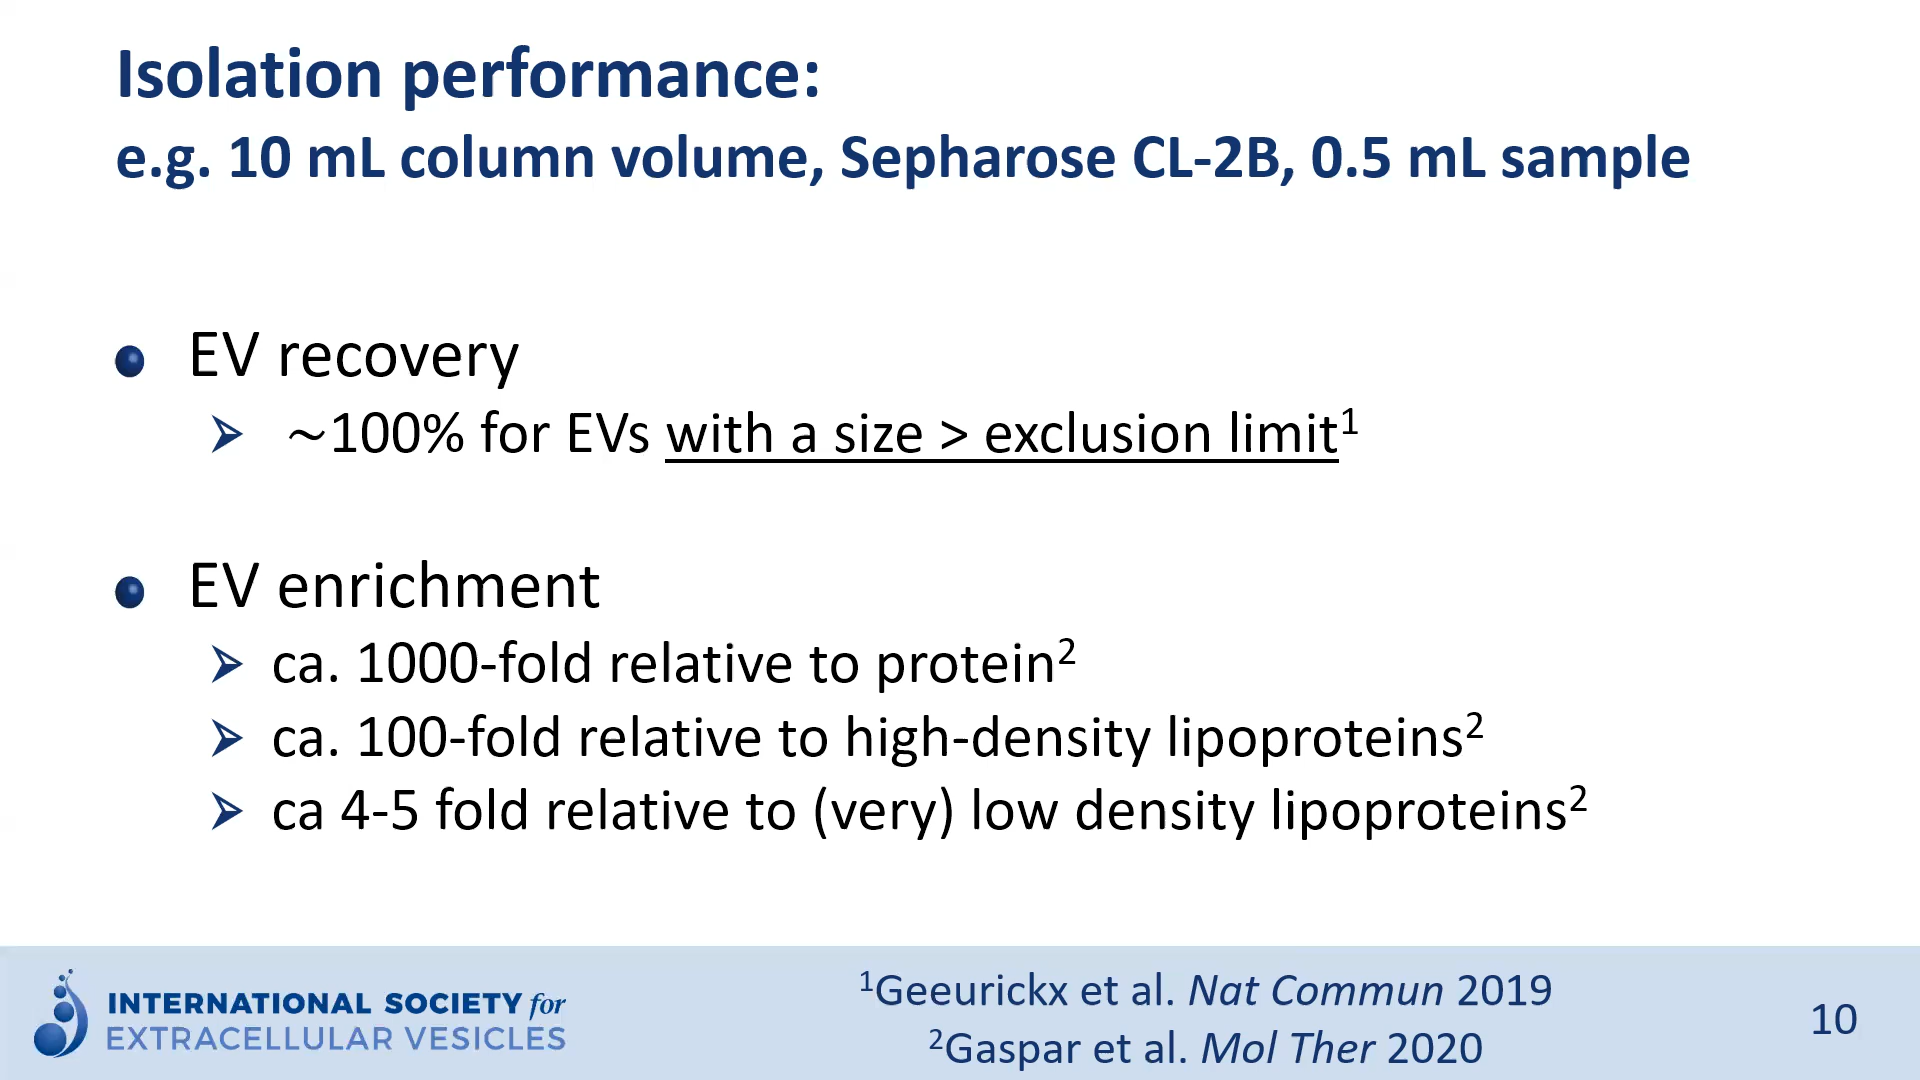 Isolation performance:
e.g. 10 mL column volume, Sepharose CL-2B, 0.5 mL sample
EV recovery
~100% for EVs with a size > exclusion limit¹
EV enrichment
ca. 1000-fold relative to protein²
ca. 100-fold relative to high-density lipoproteins²
ca 4-5 fold relative to (very) low density lipoproteins²
INTERNATIONAL SOCIETY for
EXTRACELLULAR VESICLES
¹Geeurickx et al. Nat Commun 2019
²Gaspar et al. Mol Ther 2020
10